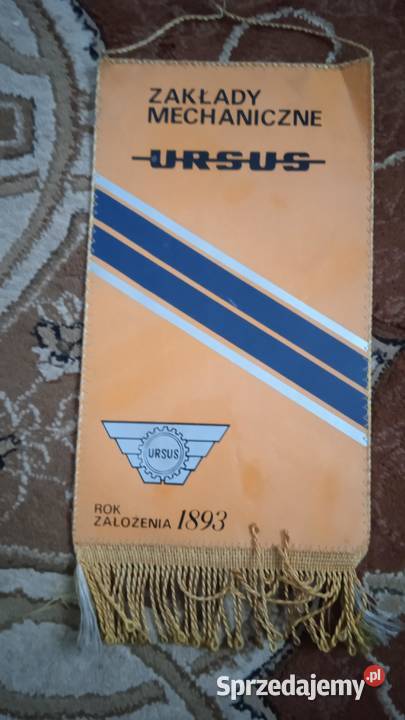 ZAKŁADY
MECHANICZNE
URSUS
URSUS
ROK
ZAŁOŻENIA 1893
Sprzedajemy.pl